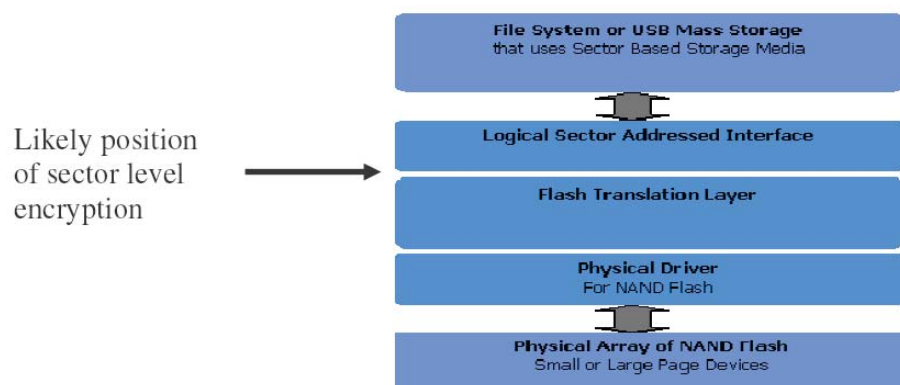 File System or USB Mass Storage
that uses Sector Based Storage Media
Likely position
of sector level
encryption
Logical Sector Addressed Interface
Flash Translation Layer
Physical Driver
For NAND Flash
Physical Array of NAND Flash
Small or Large Page Devices